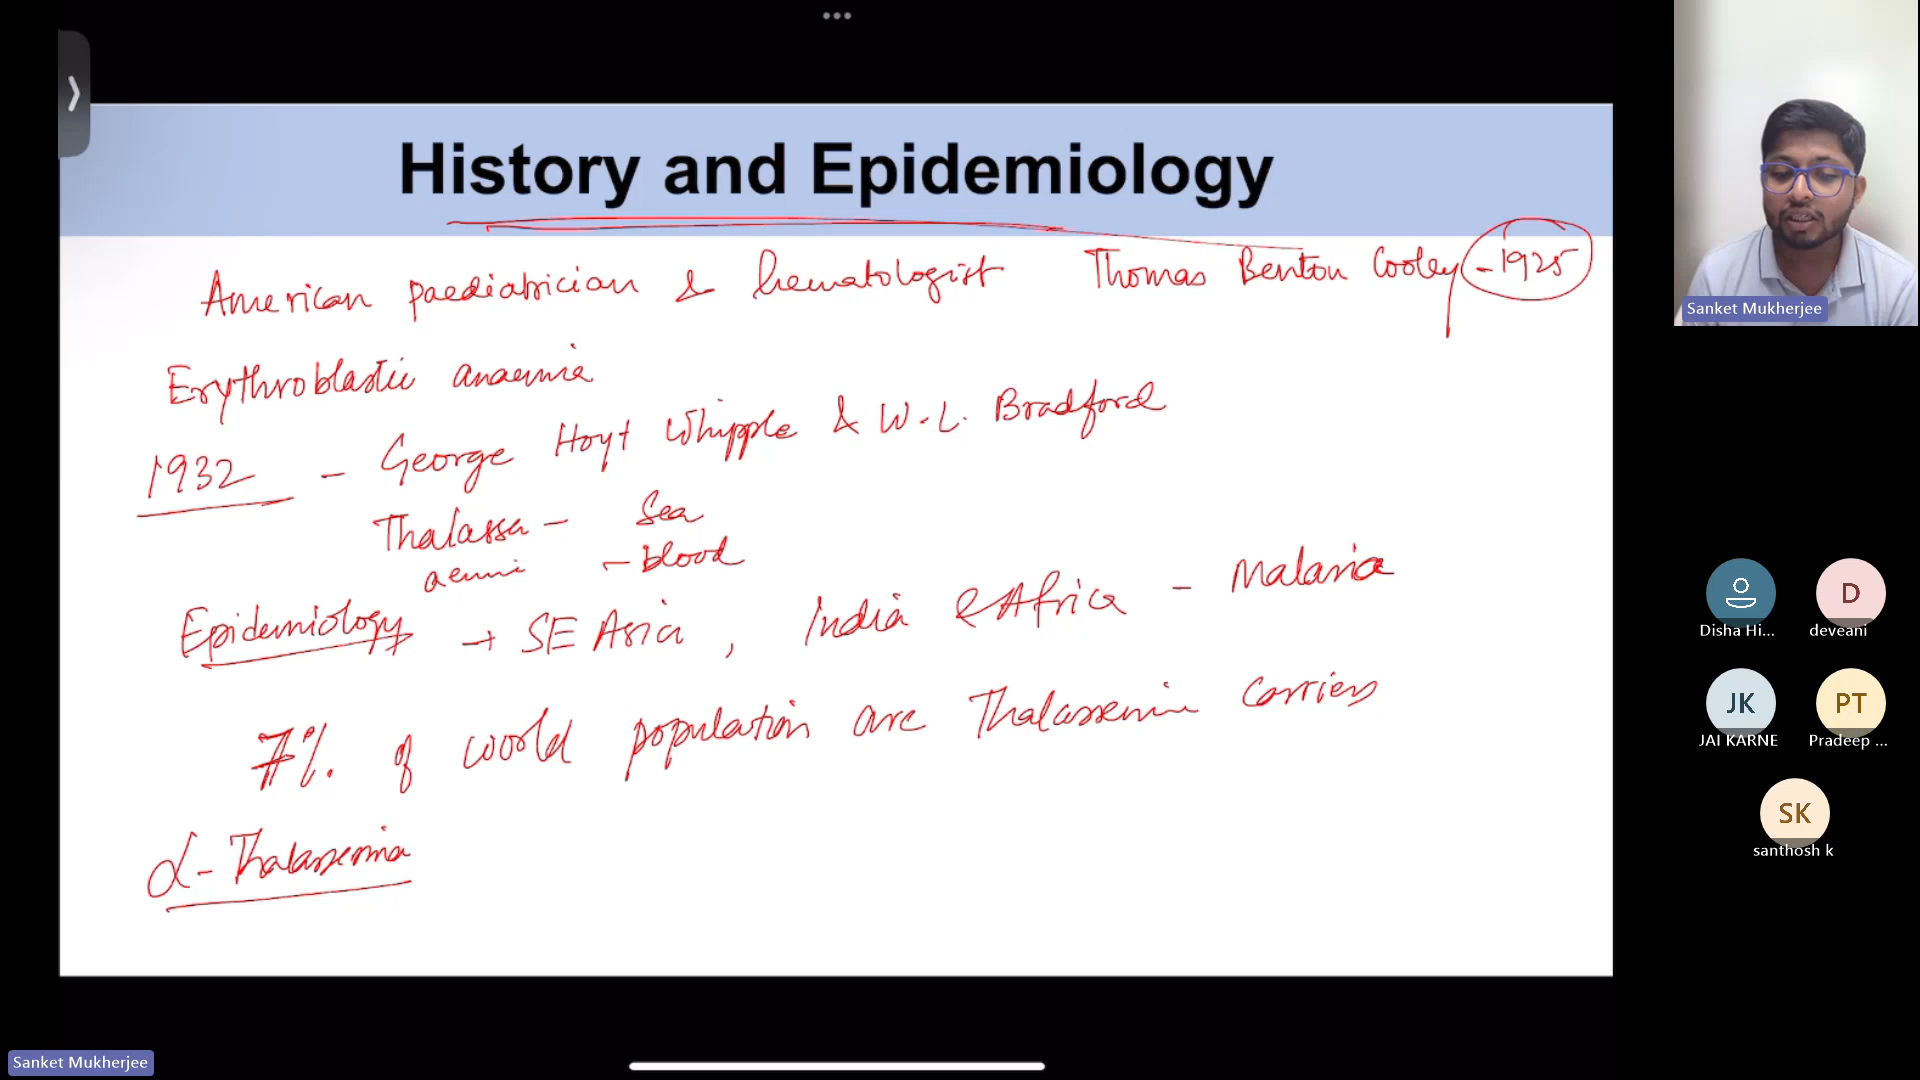 History and Epidemiology
American paediatrician & hematologist Thomas Benton Cooley - 1925
Erythroblastic anaemia
1932 - George Hoyt Whipple & W.L. Bradford
Thalassa - Sea
aemi - blood
Epidemiology → SE Asia, India & Africa - Malaria
7% of world population are Thalassemia carriers
α-Thalassemia
Sanket Mukherjee
Disha Hi...
D
deveani
JK
JAI KARNE
PT
Pradeep ...
SK
santhosh k
Sanket Mukherjee